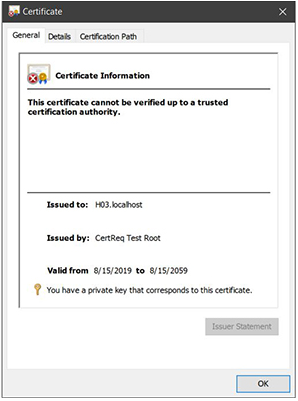 Certificate
General Details Certification Path
Certificate Information
This certificate cannot be verified up to a trusted
certification authority.
Issued to: H03.localhost
Issued by: CertReq Test Root
Valid from 8/15/2019 to 8/15/2059
You have a private key that corresponds to this certificate.
Issuer Statement
OK